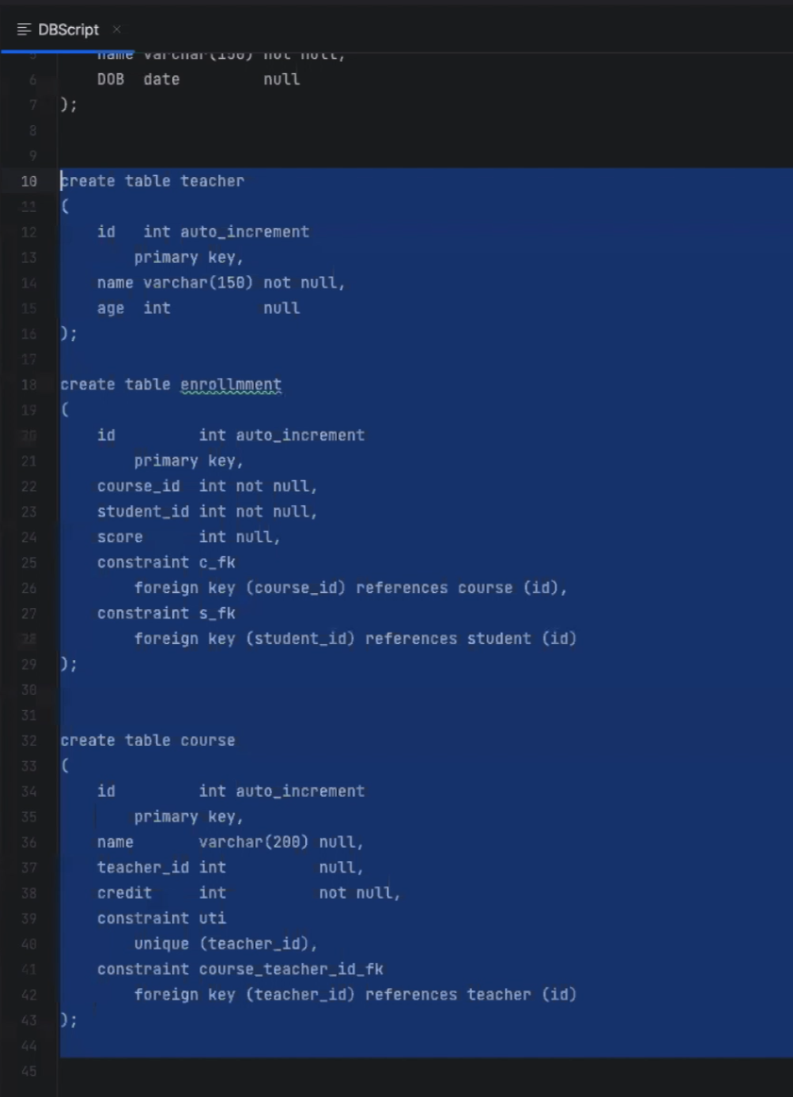 DBScript
5 name varchar(150) not null,
6 DOB date null
7 );
8
9
10 create table teacher
11 (
12 id int auto_increment
13 primary key,
14 name varchar(150) not null,
15 age int null
16 );
17
18 create table enrollmment
19 (
20 id int auto_increment
21 primary key,
22 course_id int not null,
23 student_id int not null,
24 score int null,
25 constraint c_fk
26 foreign key (course_id) references course (id),
27 constraint s_fk
28 foreign key (student_id) references student (id)
29 );
30
31
32 create table course
33 (
34 id int auto_increment
35 primary key,
36 name varchar(200) null,
37 teacher_id int null,
38 credit int not null,
39 constraint uti
40 unique (teacher_id),
41 constraint course_teacher_id_fk
42 foreign key (teacher_id) references teacher (id)
43 );
44
45